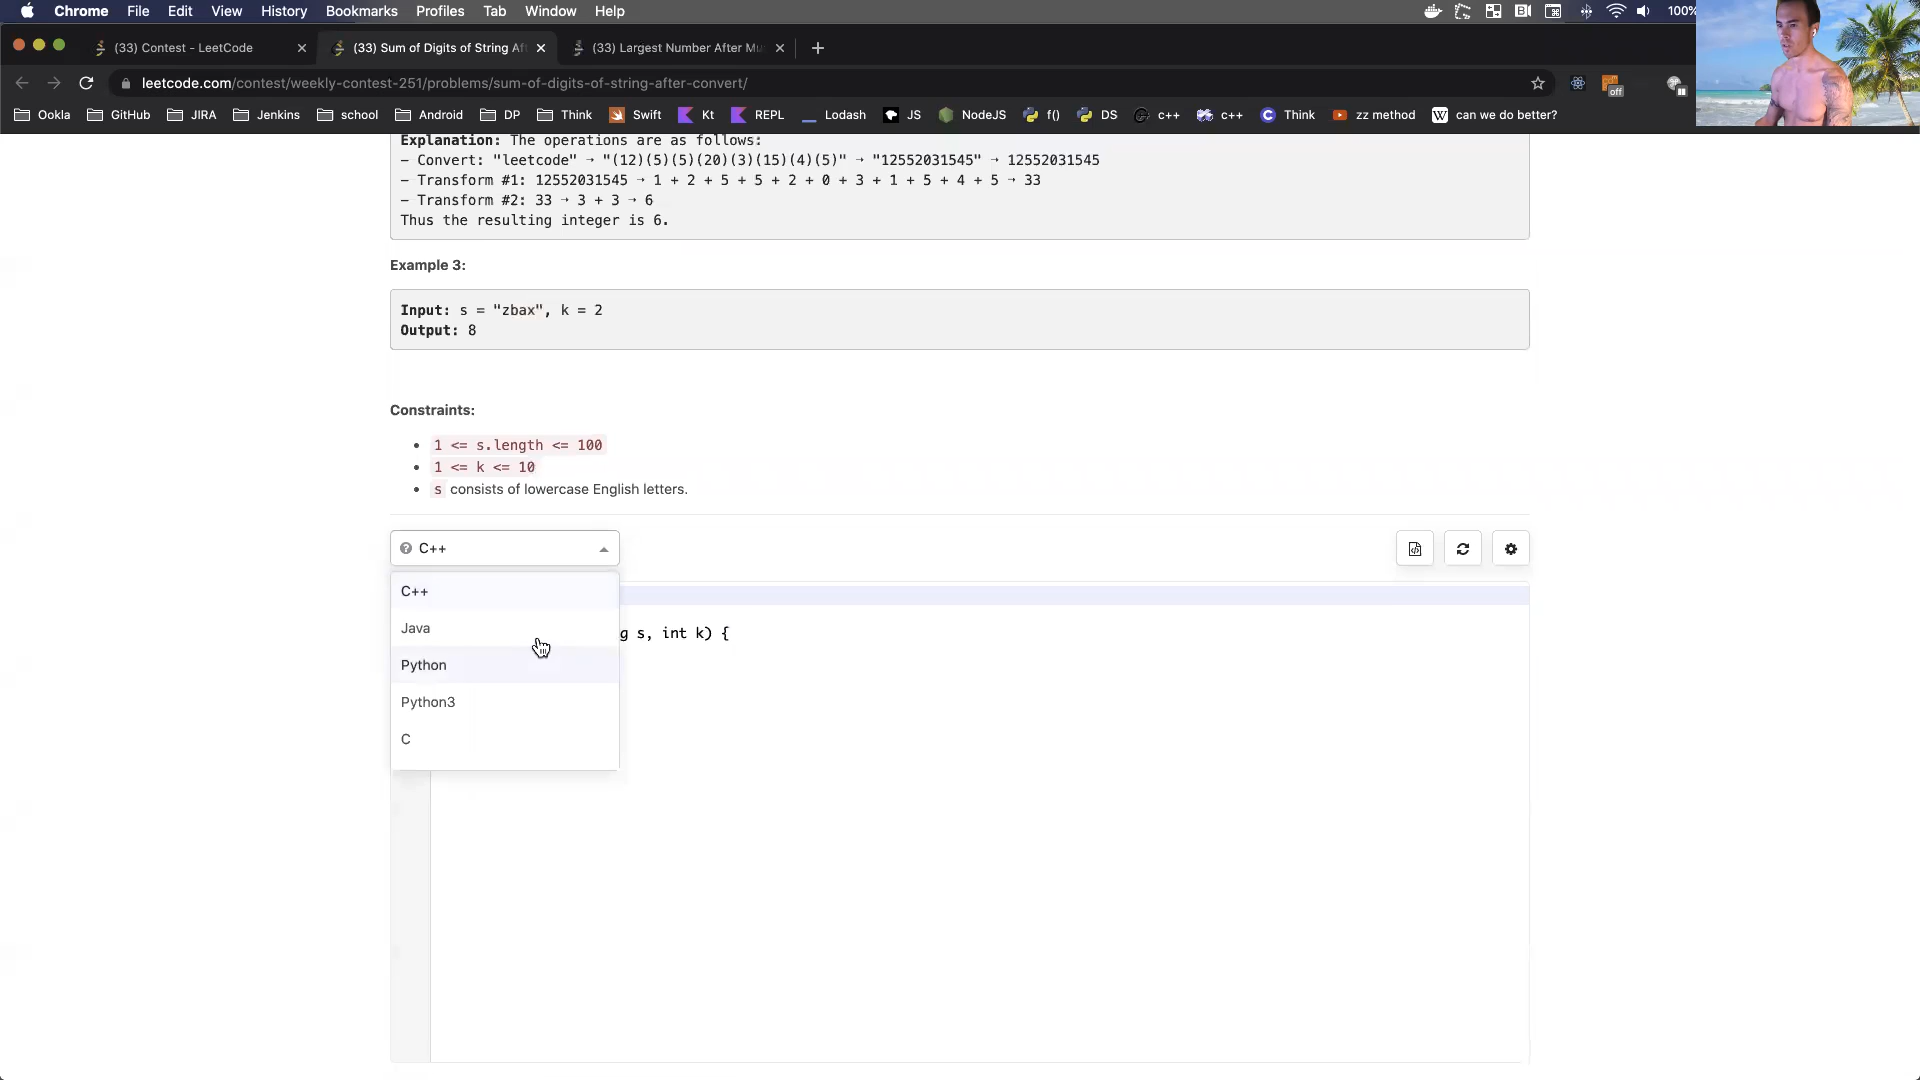 Chrome File Edit View History Bookmarks Profiles Tab Window Help 100%
(33) Contest - LeetCode (33) Sum of Digits of String Af (33) Largest Number After Mu
leetcode.com/contest/weekly-contest-251/problems/sum-of-digits-of-string-after-convert/
off
Ookla GitHub JIRA Jenkins school Android DP Think Swift Kt REPL Lodash JS NodeJS f() DS c++ c++ Think zz method can we do better?
Explanation: The operations are as follows:
– Convert: "leetcode" → "(12)(5)(5)(20)(3)(15)(4)(5)" → "12552031545" → 12552031545
– Transform #1: 12552031545 → 1 + 2 + 5 + 5 + 2 + 0 + 3 + 1 + 5 + 4 + 5 → 33
– Transform #2: 33 → 3 + 3 → 6
Thus the resulting integer is 6.
Example 3:
Input: s = "zbax", k = 2
Output: 8
Constraints:
1 <= s.length <= 100
1 <= k <= 10
s consists of lowercase English letters.
C++
C++
Java
g s, int k) {
Python
Python3
C